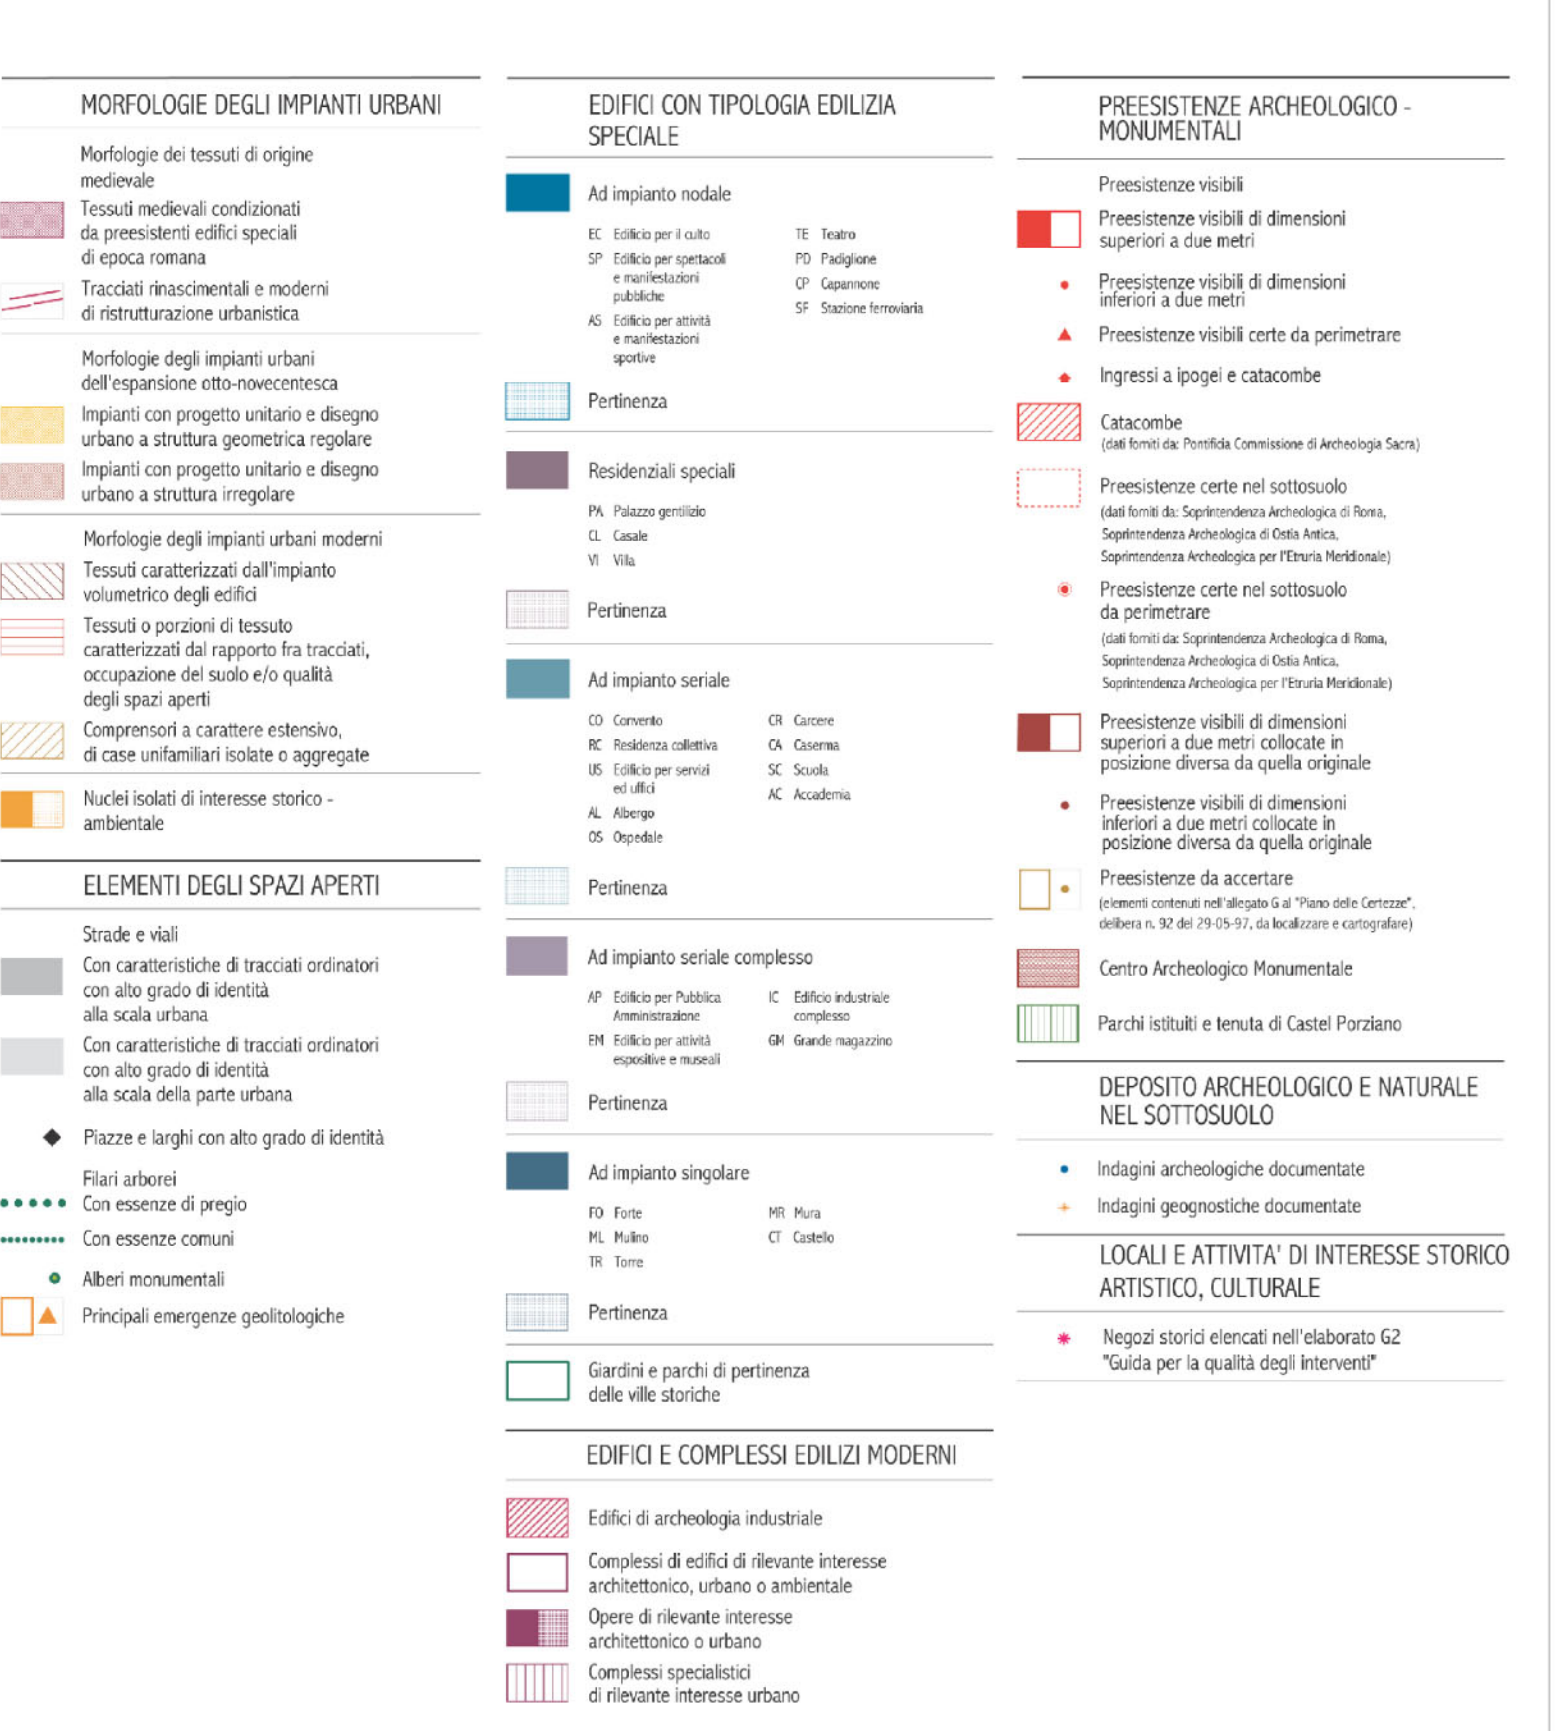 MORFOLOGIE DEGLI IMPIANTI URBANI
Morfologie dei tessuti di origine
medievale
Tessuti medievali condizionati
da preesistenti edifici speciali
di epoca romana
Tracciati rinascimentali e moderni
di ristrutturazione urbanistica
Morfologie degli impianti urbani
dell'espansione otto-novecentesca
Impianti con progetto unitario e disegno
urbano a struttura geometrica regolare
Impianti con progetto unitario e disegno
urbano a struttura irregolare
Morfologie degli impianti urbani moderni
Tessuti caratterizzati dall'impianto
volumetrico degli edifici
Tessuti o porzioni di tessuto
caratterizzati dal rapporto fra tracciati,
occupazione del suolo e/o qualità
degli spazi aperti
Comprensori a carattere estensivo,
di case unifamiliari isolate o aggregate
Nuclei isolati di interesse storico -
ambientale
ELEMENTI DEGLI SPAZI APERTI
Strade e viali
Con caratteristiche di tracciati ordinatori
con alto grado di identità
alla scala urbana
Con caratteristiche di tracciati ordinatori
con alto grado di identità
alla scala della parte urbana
Piazze e larghi con alto grado di identità
Filari arborei
Con essenze di pregio
Con essenze comuni
Alberi monumentali
Principali emergenze geolitologiche
EDIFICI CON TIPOLOGIA EDILIZIA
SPECIALE
Ad impianto nodale
EC Edificio per il culto
SP Edificio per spettacoli
e manifestazioni
pubbliche
AS Edificio per attività
e manifestazioni
sportive
TE Teatro
PD Padiglione
CP Capannone
SF Stazione ferroviaria
Pertinenza
Residenziali speciali
PA Palazzo gentilizio
CL Casale
VI Villa
Pertinenza
Ad impianto seriale
CO Convento
RC Residenza collettiva
US Edificio per servizi
ed uffici
AL Albergo
OS Ospedale
CR Carcere
CA Caserma
SC Scuola
AC Accademia
Pertinenza
Ad impianto seriale complesso
AP Edificio per Pubblica
Amministrazione
EM Edificio per attività
espositive e museali
IC Edificio industriale
complesso
GM Grande magazzino
Pertinenza
Ad impianto singolare
FO Forte
ML Mulino
TR Torre
MR Mura
CT Castello
Pertinenza
Giardini e parchi di pertinenza
delle ville storiche
EDIFICI E COMPLESSI EDILIZI MODERNI
Edifici di archeologia industriale
Complessi di edifici di rilevante interesse
architettonico, urbano o ambientale
Opere di rilevante interesse
architettonico o urbano
Complessi specialistici
di rilevante interesse urbano
PREESISTENZE ARCHEOLOGICO -
MONUMENTALI
Preesistenze visibili
Preesistenze visibili di dimensioni
superiori a due metri
Preesistenze visibili di dimensioni
inferiori a due metri
Preesistenze visibili certe da perimetrare
Ingressi a ipogei e catacombe
Catacombe
(dati forniti da: Pontificia Commissione di Archeologia Sacra)
Preesistenze certe nel sottosuolo
(dati forniti da: Soprintendenza Archeologica di Roma,
Soprintendenza Archeologica di Ostia Antica,
Soprintendenza Archeologica per l'Etruria Meridionale)
Preesistenze certe nel sottosuolo
da perimetrare
(dati forniti da: Soprintendenza Archeologica di Roma,
Soprintendenza Archeologica di Ostia Antica,
Soprintendenza Archeologica per l'Etruria Meridionale)
Preesistenze visibili di dimensioni
superiori a due metri collocate in
posizione diversa da quella originale
Preesistenze visibili di dimensioni
inferiori a due metri collocate in
posizione diversa da quella originale
Preesistenze da accertare
(elementi contenuti nell'allegato G al "Piano delle Certezze",
delibera n. 92 del 29-05-97, da localizzare e cartografare)
Centro Archeologico Monumentale
Parchi istituiti e tenuta di Castel Porziano
DEPOSITO ARCHEOLOGICO E NATURALE
NEL SOTTOSUOLO
Indagini archeologiche documentate
Indagini geognostiche documentate
LOCALI E ATTIVITA' DI INTERESSE STORICO
ARTISTICO, CULTURALE
Negozi storici elencati nell'elaborato G2
"Guida per la qualità degli interventi"